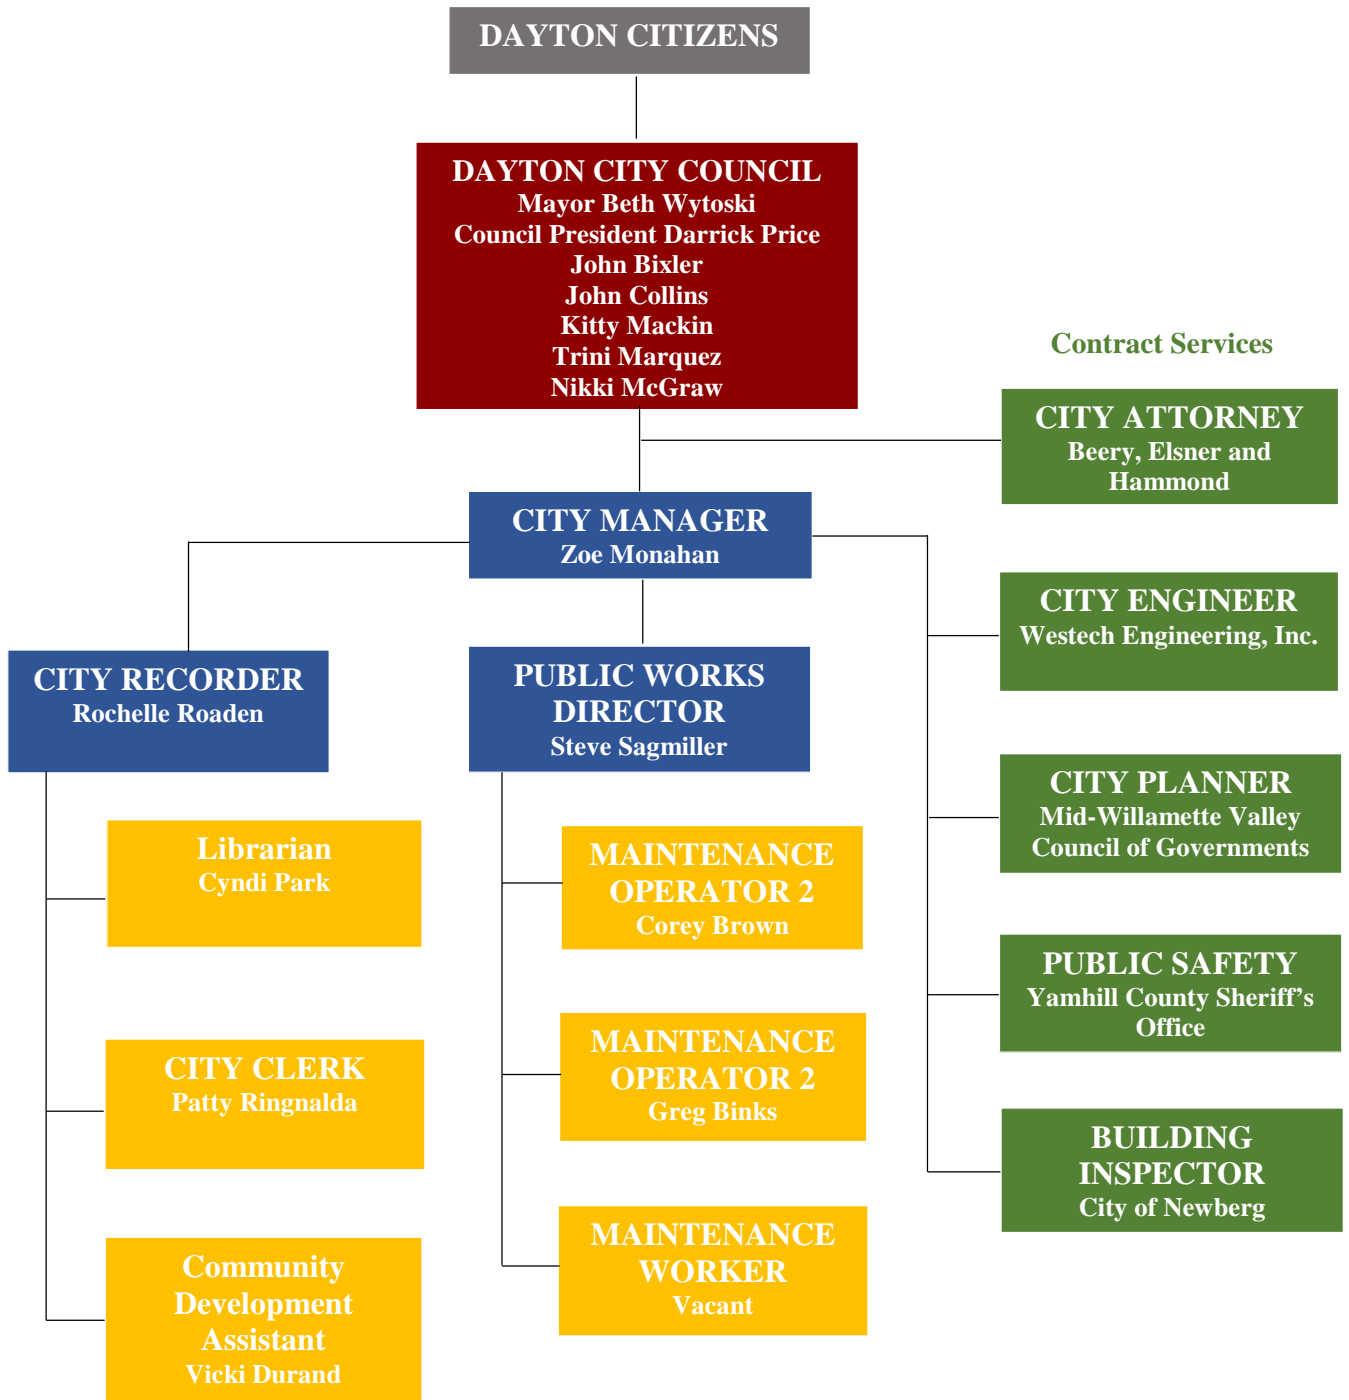 DAYTON CITIZENS
DAYTON CITY COUNCIL
Mayor Beth Wytoski
Council President Darrick Price
John Bixler
John Collins
Kitty Mackin
Trini Marquez
Nikki McGraw
Contract Services
CITY ATTORNEY
Beery, Elsner and
Hammond
CITY MANAGER
Zoe Monahan
CITY ENGINEER
Westech Engineering, Inc.
CITY RECORDER
Rochelle Roaden
PUBLIC WORKS
DIRECTOR
Steve Sagmiller
CITY PLANNER
Mid-Willamette Valley
Council of Governments
Librarian
Cyndi Park
MAINTENANCE
OPERATOR 2
Corey Brown
PUBLIC SAFETY
Yamhill County Sheriff’s
Office
CITY CLERK
Patty Ringnalda
MAINTENANCE
OPERATOR 2
Greg Binks
BUILDING
INSPECTOR
City of Newberg
Community
Development
Assistant
Vicki Durand
MAINTENANCE
WORKER
Vacant